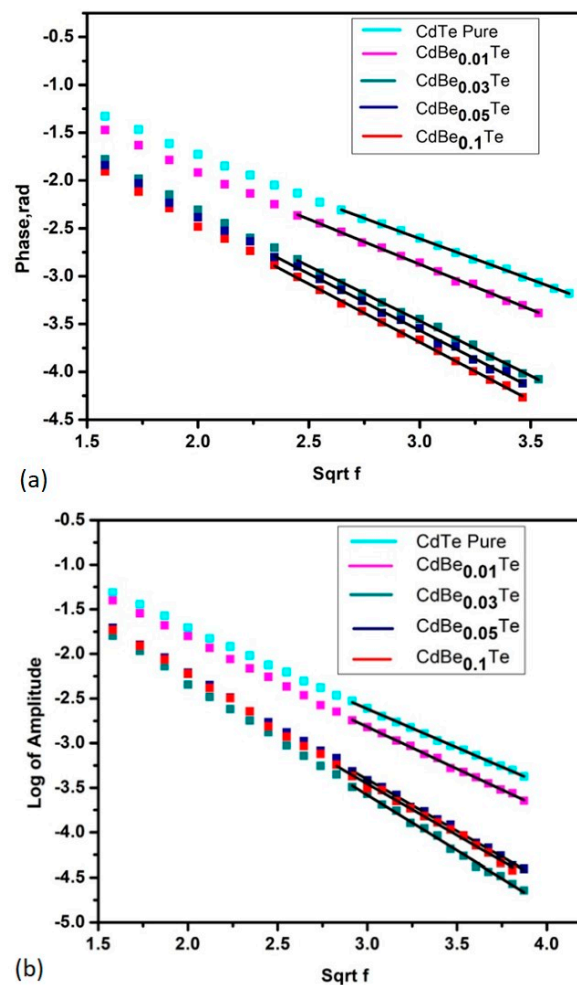 -0.5
-1.0
-1.5
-2.0
-2.5
-3.0
-3.5
-4.0
-4.5
Phase,rad
CdTe Pure
CdBe0.01Te
CdBe0.03Te
CdBe0.05Te
CdBe0.1Te
1.5 2.0 2.5 3.0 3.5
Sqrt f
(a)
-0.5
-1.0
-1.5
-2.0
-2.5
-3.0
-3.5
-4.0
-4.5
-5.0
Log of Amplitude
CdTe Pure
CdBe0.01Te
CdBe0.03Te
CdBe0.05Te
CdBe0.1Te
1.5 2.0 2.5 3.0 3.5 4.0
Sqrt f
(b)